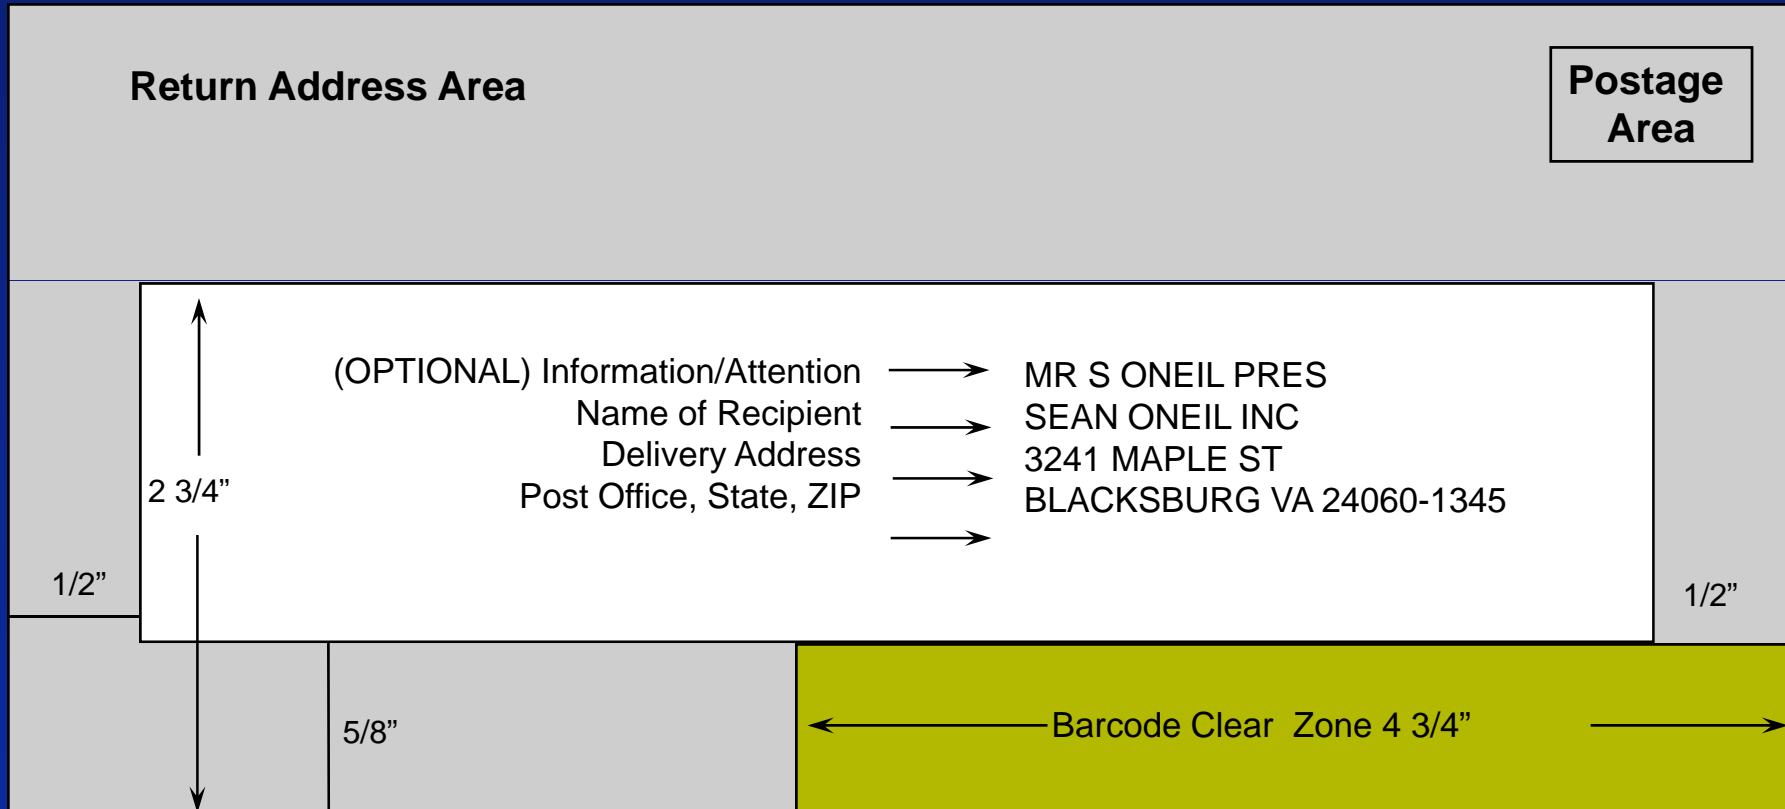 Return Address Area
Postage
Area
(OPTIONAL) Information/Attention
Name of Recipient
Delivery Address
Post Office, State, ZIP
MR S ONEIL PRES
SEAN ONEIL INC
3241 MAPLE ST
BLACKSBURG VA 24060-1345
2 3/4”
1/2”
1/2”
5/8”
Barcode Clear  Zone 4 3/4”